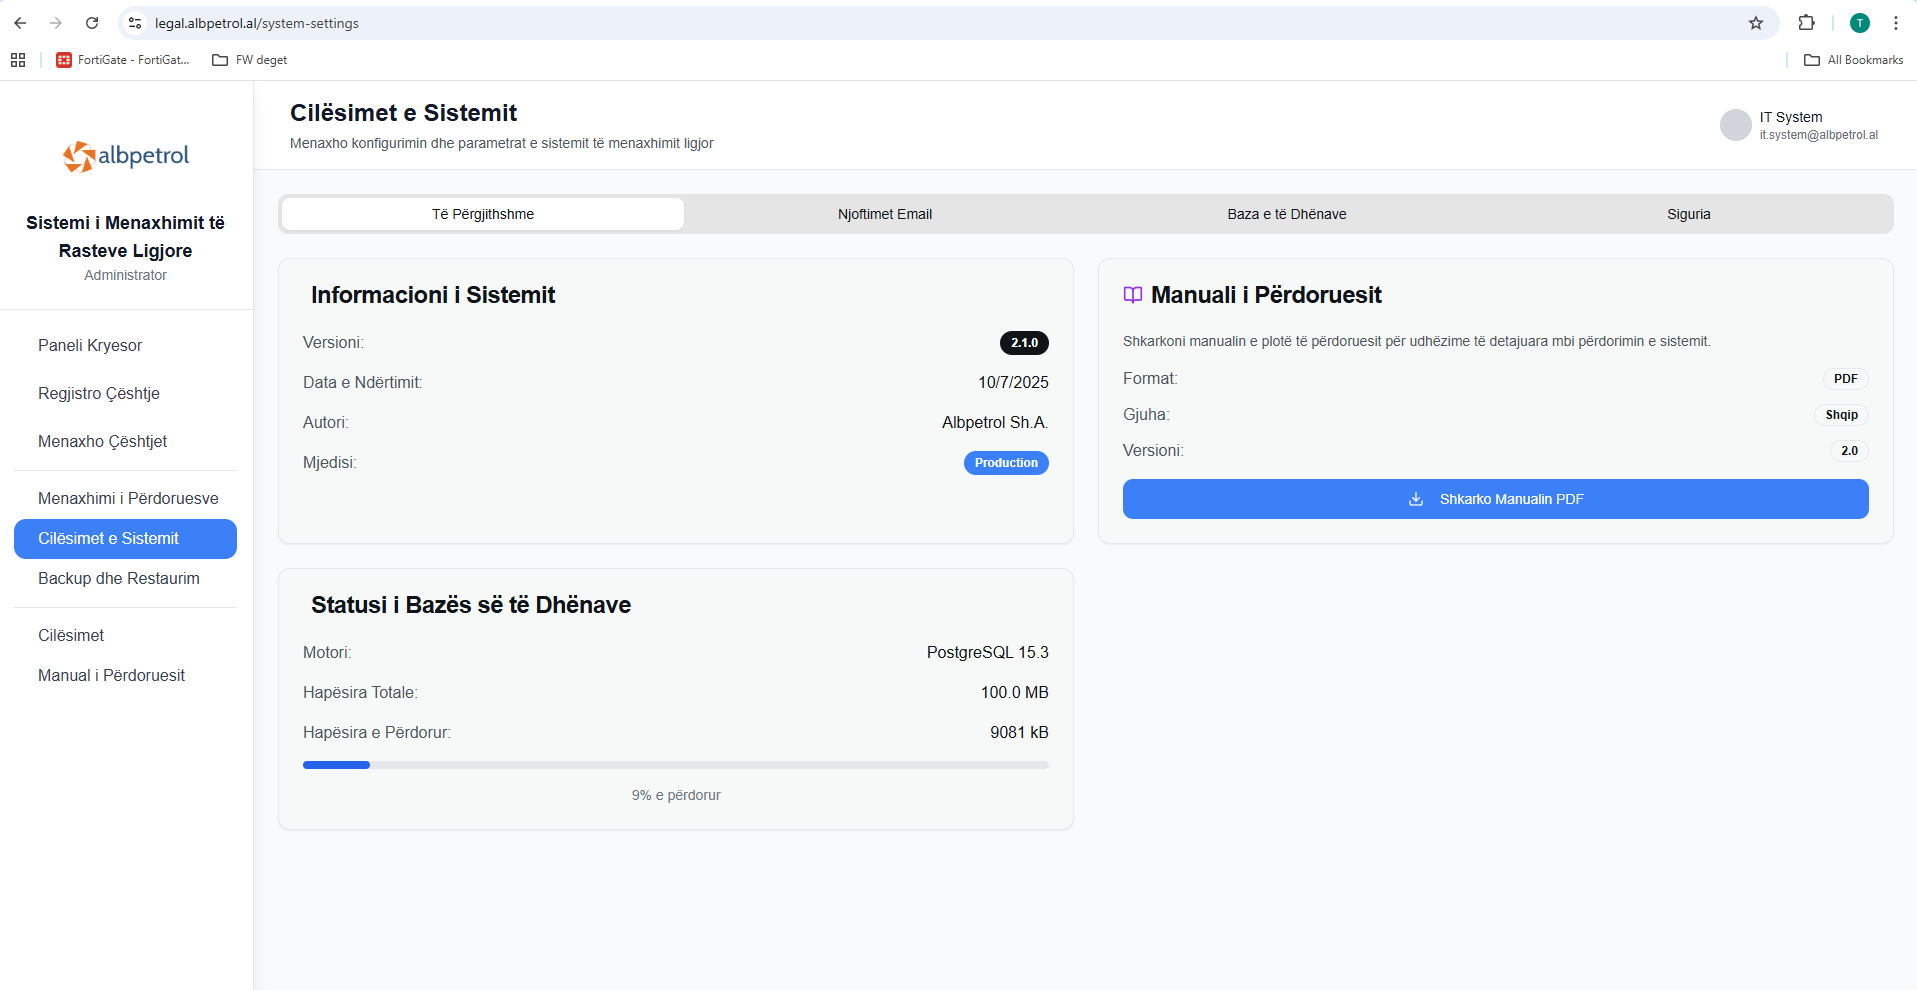 legal.albpetrol.al/system-settings
T
FortiGate - FortiGat...
FW deget
All Bookmarks
albpetrol
Sistemi i Menaxhimit të
Rasteve Ligjore
Administrator
Paneli Kryesor
Regjistro Çështje
Menaxho Çështjet
Menaxhimi i Përdoruesve
Cilësimet e Sistemit
Backup dhe Restaurim
Cilësimet
Manual i Përdoruesit
Cilësimet e Sistemit
Menaxho konfigurimin dhe parametrat e sistemit të menaxhimit ligjor
IT System
it.system@albpetrol.al
Të Përgjithshme
Njoftimet Email
Baza e të Dhënave
Siguria
Informacioni i Sistemit
Versioni:
2.1.0
Data e Ndërtimit:
10/7/2025
Autori:
Albpetrol Sh.A.
Mjedisi:
Production
Manuali i Përdoruesit
Shkarkoni manualin e plotë të përdoruesit për udhëzime të detajuara mbi përdorimin e sistemit.
Format:
PDF
Gjuha:
Shqip
Versioni:
2.0
Shkarko Manualin PDF
Statusi i Bazës së të Dhënave
Motori:
PostgreSQL 15.3
Hapësira Totale:
100.0 MB
Hapësira e Përdorur:
9081 kB
9% e përdorur